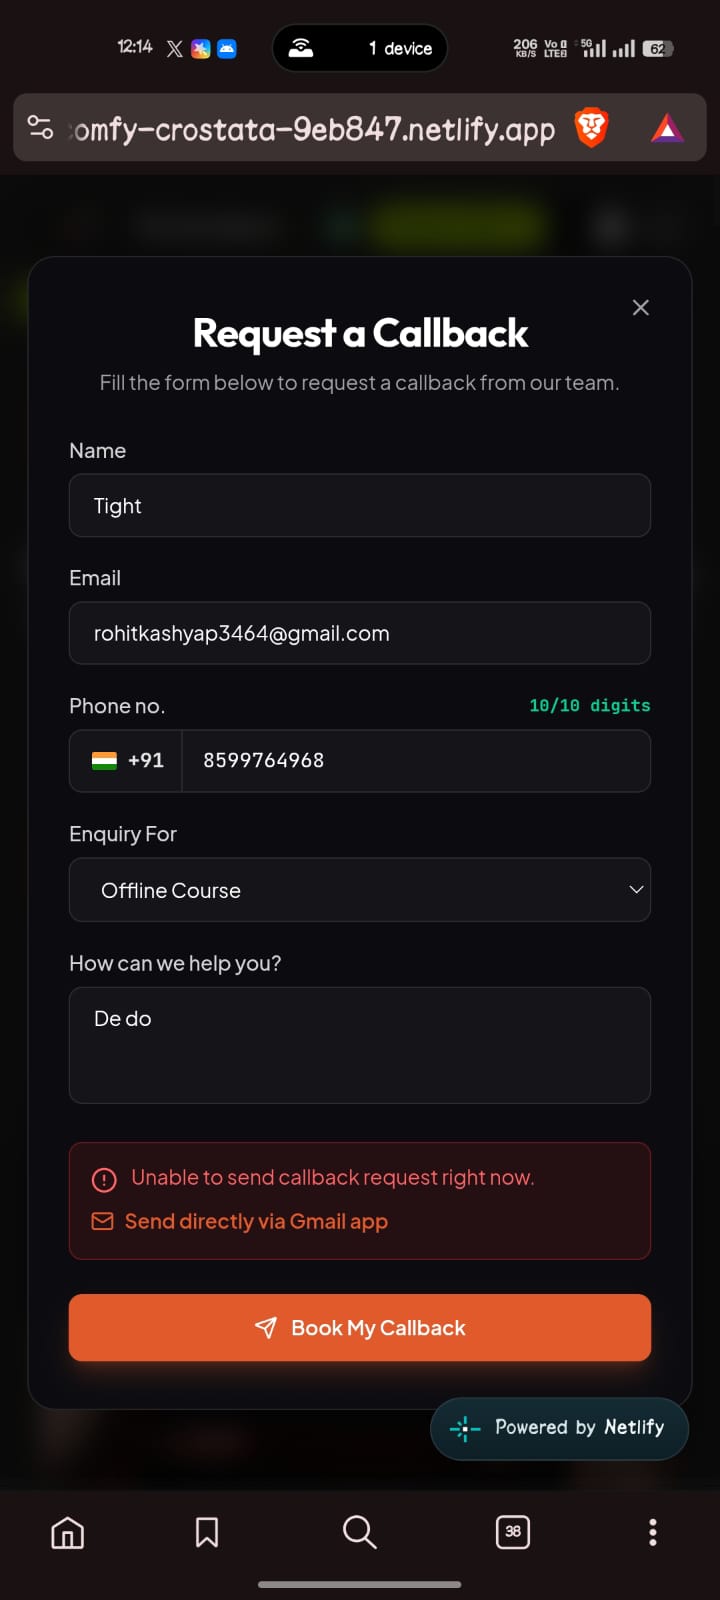 12:14
1 device
206 KB/S Vo LTE2 5G 62
omfy-crostata-9eb847.netlify.app
Request a Callback
Fill the form below to request a callback from our team.
Name
Tight
Email
rohitkashyap3464@gmail.com
Phone no. 10/10 digits
+91 8599764968
Enquiry For
Offline Course
How can we help you?
De do
Unable to send callback request right now.
Send directly via Gmail app
Book My Callback
Powered by Netlify
38